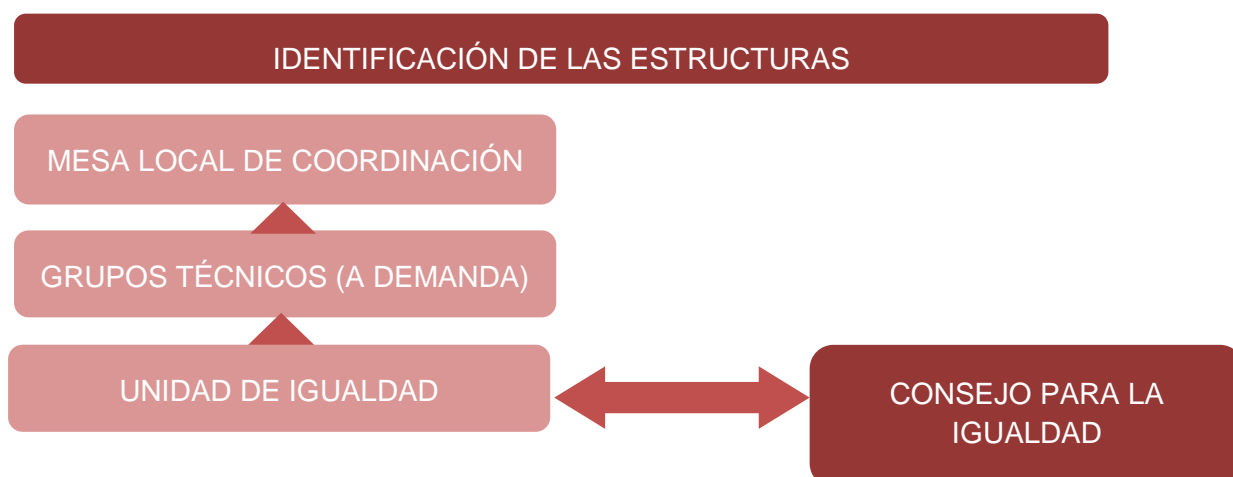 IDENTIFICACIÓN DE LAS ESTRUCTURAS
MESA LOCAL DE COORDINACIÓN
GRUPOS TÉCNICOS (A DEMANDA)
UNIDAD DE IGUALDAD
CONSEJO PARA LA
IGUALDAD